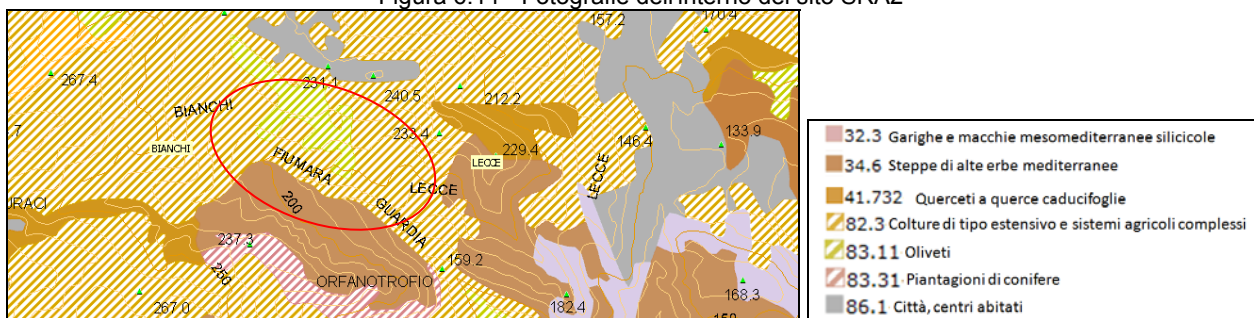 Figura 6.11 - Fotografie dell'interno del sito SRA2
157.2
170.4
267.4
234.1
240.5
212.2
BIANCHI
233.4
146.4
133.9
BIANCHI
229.4
LECCE
FIUMARA
LECCE
LECCE
200
URACI
GUARDIA
237.3
250
159.2
ORFANOTROFIO
267.0
182.4
168.3
32.3 Garighe e macchie mesomediterranee silicicole
34.6 Steppe di alte erbe mediterranee
41.732 Querceti a querce caducifoglie
82.3 Colture di tipo estensivo e sistemi agricoli complessi
83.11 Oliveti
83.31 Piantagioni di conifere
86.1 Città, centri abitati